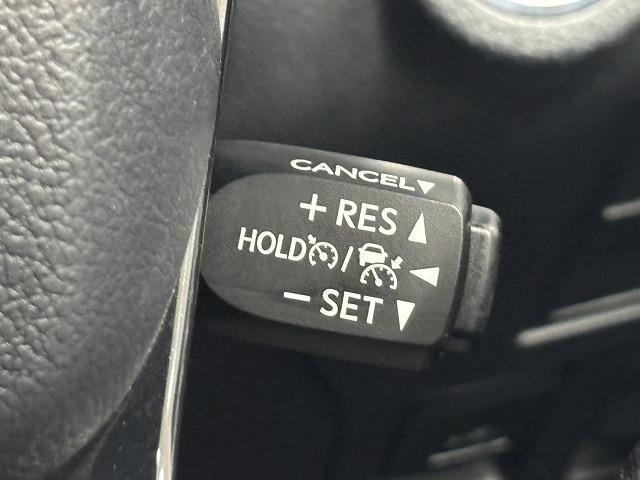 CANCEL▼
+ RES ▲
HOLD / ◀
− SET ▼